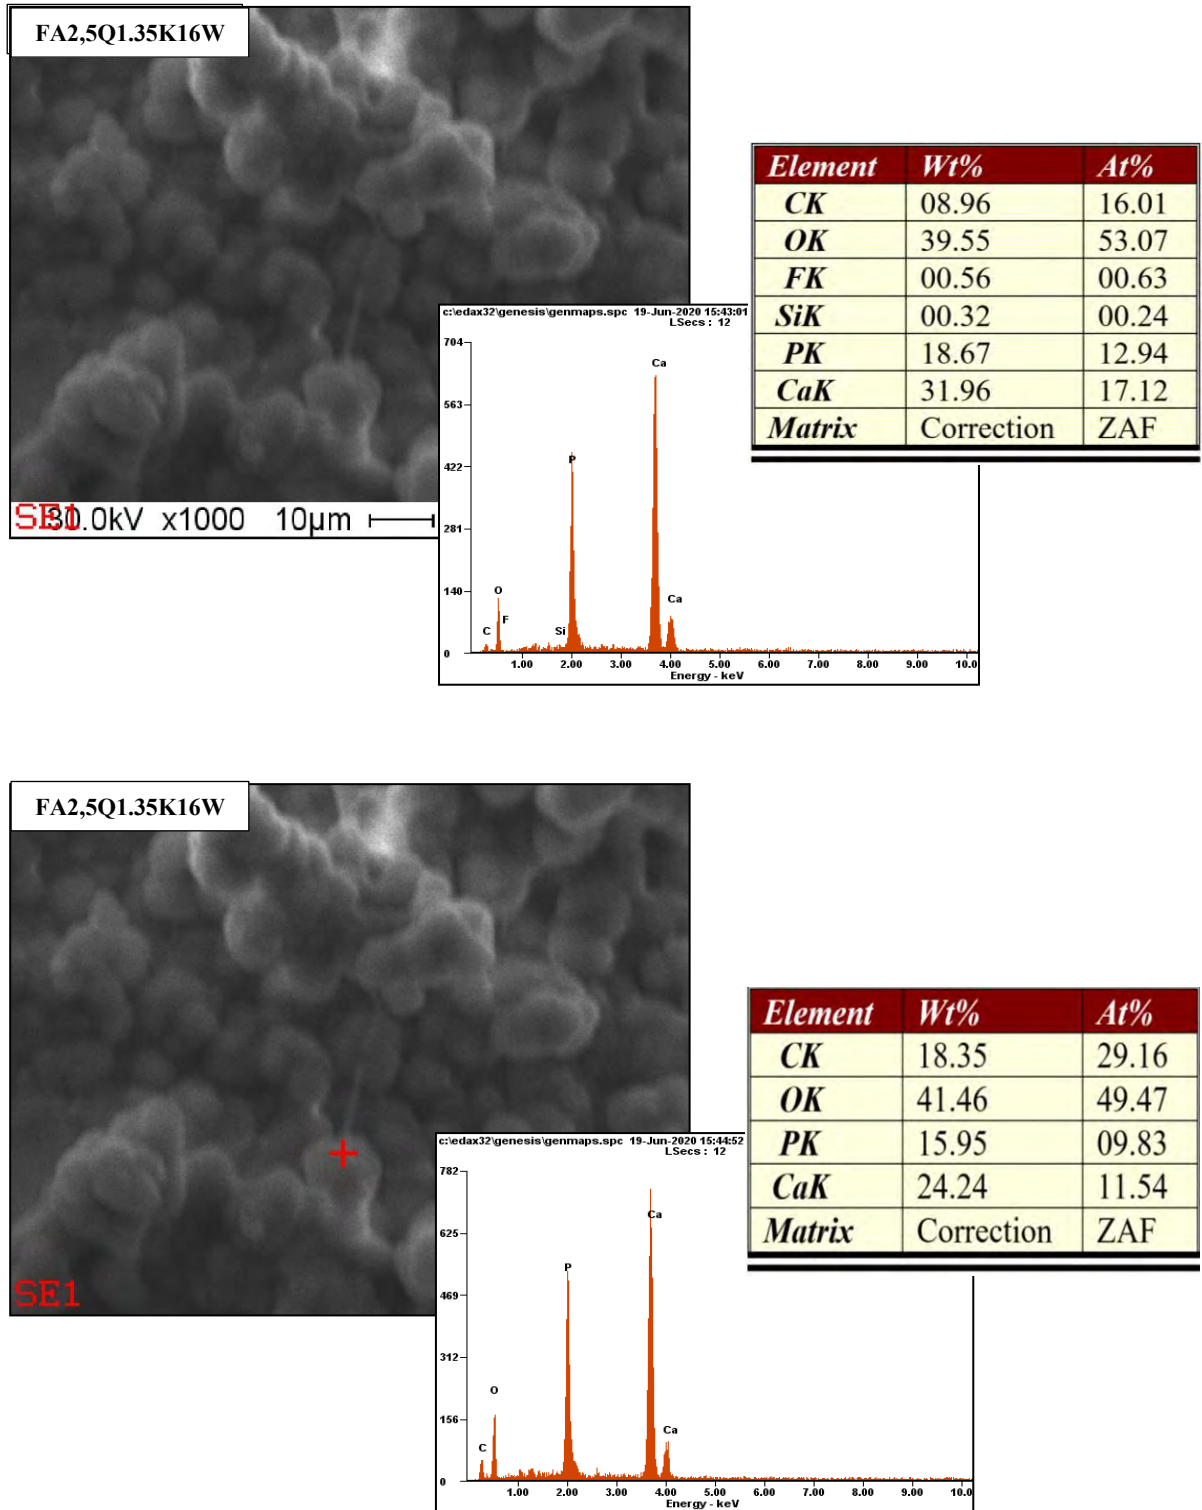 FA2,5Q1.35K16W
SE1 30.0kV x1000 10µm
Element Wt% At%
CK 08.96 16.01
OK 39.55 53.07
FK 00.56 00.63
SiK 00.32 00.24
PK 18.67 12.94
CaK 31.96 17.12
Matrix Correction ZAF
c:\edax32\genesis\genmaps.spc 19-Jun-2020 15:43:01
LSecs : 12
704
563
422
281
140
0
C
O
F
Si
P
Ca
Ca
1.00 2.00 3.00 4.00 5.00 6.00 7.00 8.00 9.00 10.0
Energy - keV
FA2,5Q1.35K16W
SE1
Element Wt% At%
CK 18.35 29.16
OK 41.46 49.47
PK 15.95 09.83
CaK 24.24 11.54
Matrix Correction ZAF
c:\edax32\genesis\genmaps.spc 19-Jun-2020 15:44:52
LSecs : 12
782
625
469
312
156
0
C
O
P
Ca
Ca
1.00 2.00 3.00 4.00 5.00 6.00 7.00 8.00 9.00 10.0
Energy - keV